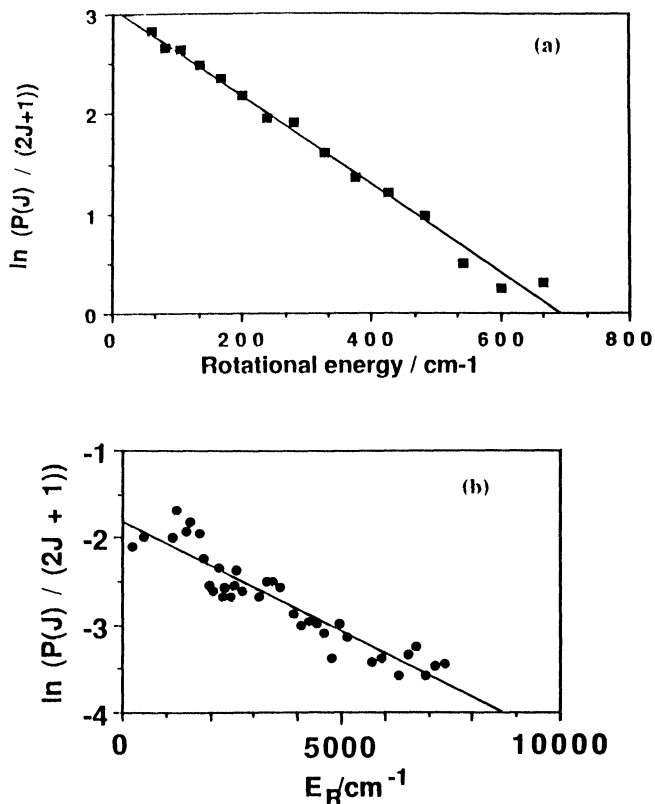 3
(a)
2
ln (P(J) / (2J+1))
1
0
0 200 400 600 800
Rotational energy / cm-1
-1
(b)
-2
ln (P(J) / (2J + 1))
-3
-4
0 5000 10000
E_R/cm^-1